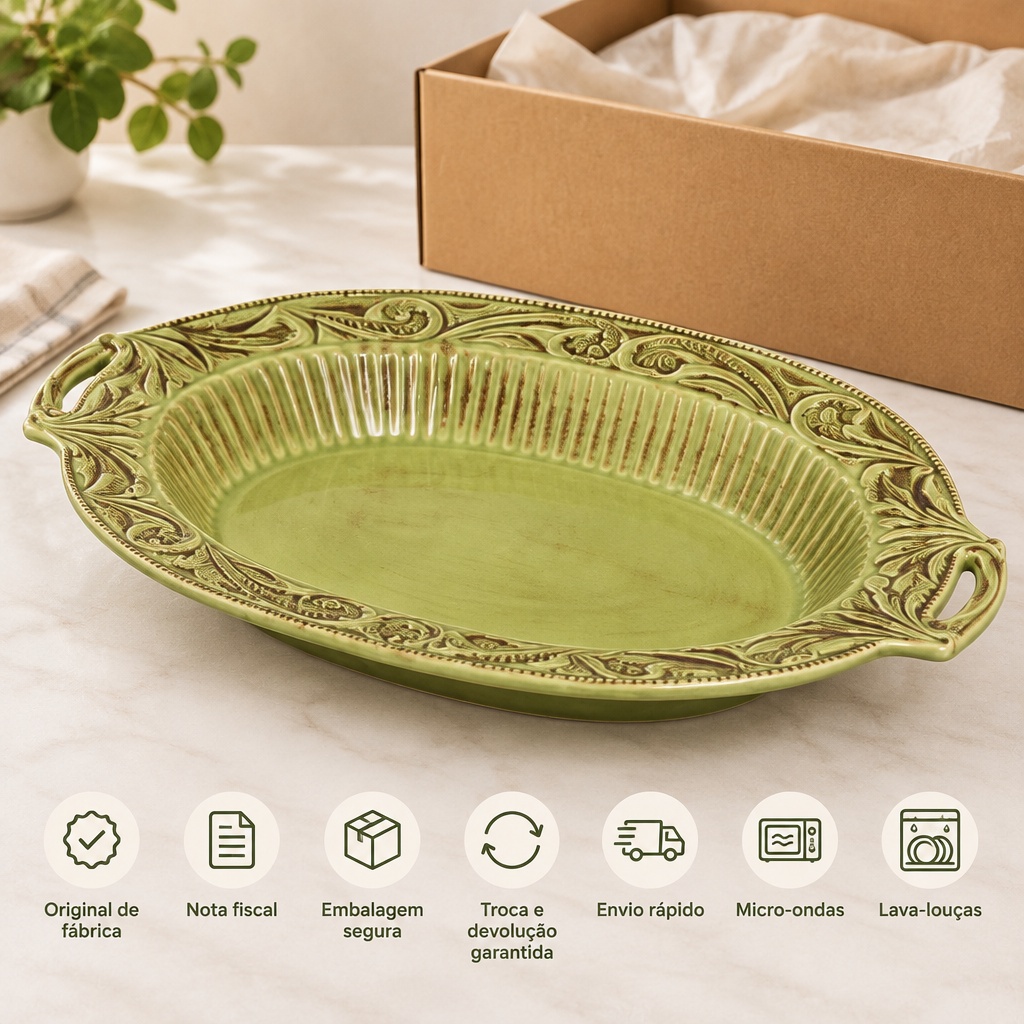 Original de
fábrica
Nota fiscal
Embalagem
segura
Troca e
devolução
garantida
Envio rápido
Micro-ondas
Lava-louças